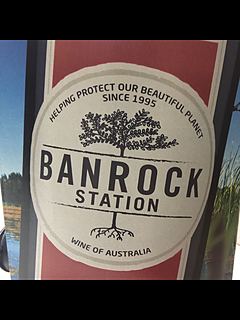 HELPING PROTECT OUR BEAUTIFUL PLANET
SINCE 1995
BANROCK
STATION
WINE OF AUSTRALIA